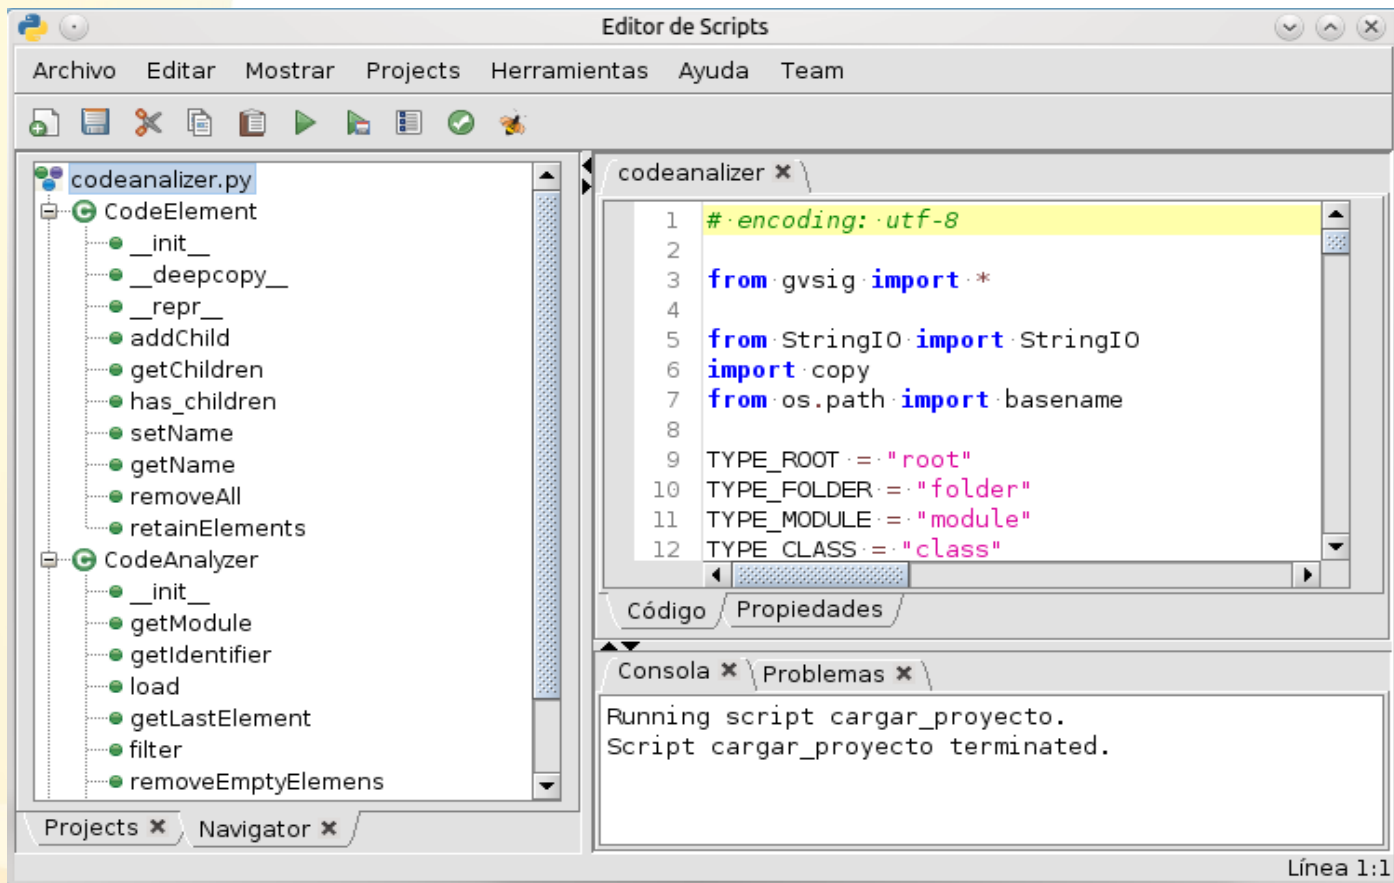 Editor de Scripts
Archivo Editar Mostrar Projects Herramientas Ayuda Team
codeanalizer.py
CodeElement
__init__
__deepcopy__
__repr__
addChild
getChildren
has_children
setName
getName
removeAll
retainElements
CodeAnalyzer
__init__
getModule
getIdentifier
load
getLastElement
filter
removeEmptyElemens
Projects Navigator
codeanalizer
1 # encoding: utf-8
2
3 from gvsig import *
4
5 from StringIO import StringIO
6 import copy
7 from os.path import basename
8
9 TYPE_ROOT = "root"
10 TYPE_FOLDER = "folder"
11 TYPE_MODULE = "module"
12 TYPE_CLASS = "class"
Código Propiedades
Consola Problemas
Running script cargar_proyecto.
Script cargar_proyecto terminated.
Línea 1:1